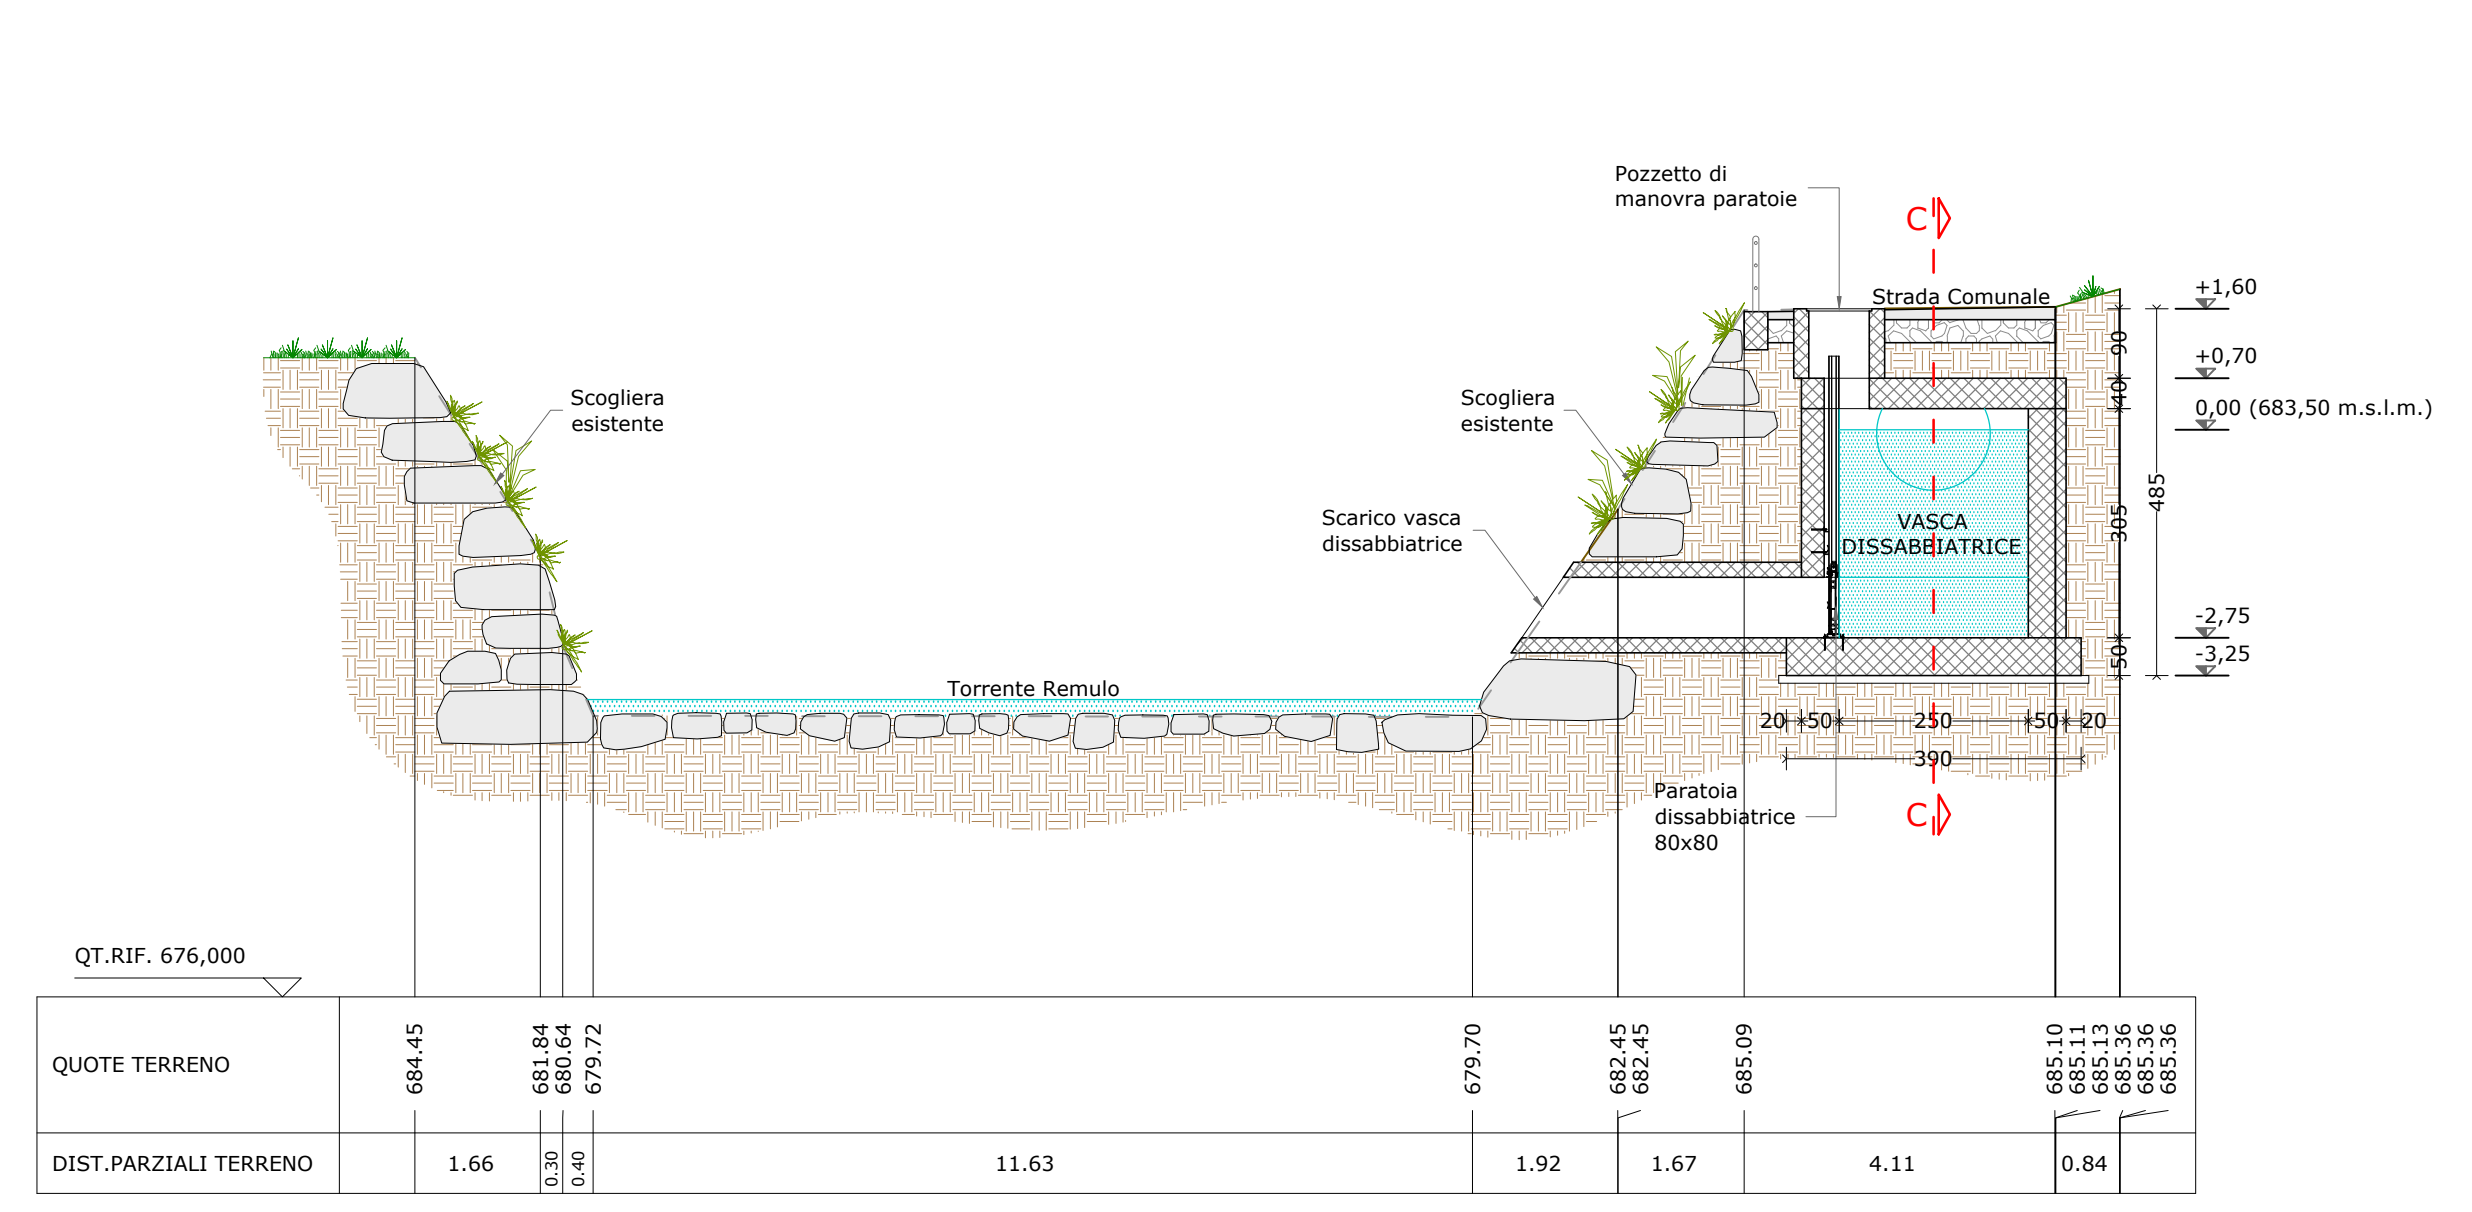 Pozzetto di
manovra paratoie
C
Strada Comunale
+1,60
+0,70
0,00 (683,50 m.s.l.m.)
-2,75
-3,25
90
40
305
50
485
Scogliera
esistente
Scogliera
esistente
Scarico vasca
dissabbiatrice
VASCA
DISSABBIATRICE
Torrente Remulo
20
50
250
50
20
390
Paratoia
dissabbiatrice
80x80
C
QT.RIF. 676,000
QUOTE TERRENO
684.45
681.84
680.64
679.72
679.70
682.45
682.45
685.09
685.10
685.11
685.13
685.36
685.36
685.36
DIST.PARZIALI TERRENO
1.66
0.30
0.40
11.63
1.92
1.67
4.11
0.84